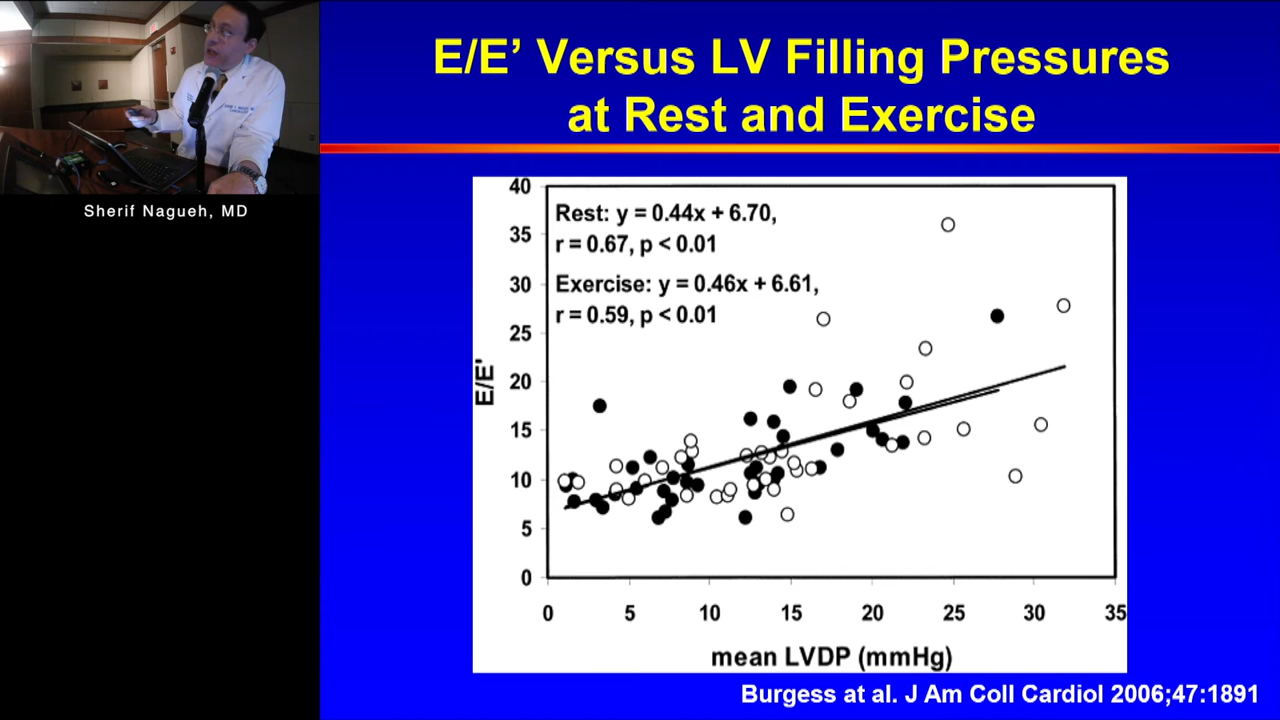 E/E’ Versus LV Filling Pressures
at Rest and Exercise
Sherif Nagueh, MD
Rest: y = 0.44x + 6.70,
r = 0.67, p < 0.01
Exercise: y = 0.46x + 6.61,
r = 0.59, p < 0.01
E/E'
40
35
30
25
20
15
10
5
0
0 5 10 15 20 25 30 35
mean LVDP (mmHg)
Burgess at al. J Am Coll Cardiol 2006;47:1891